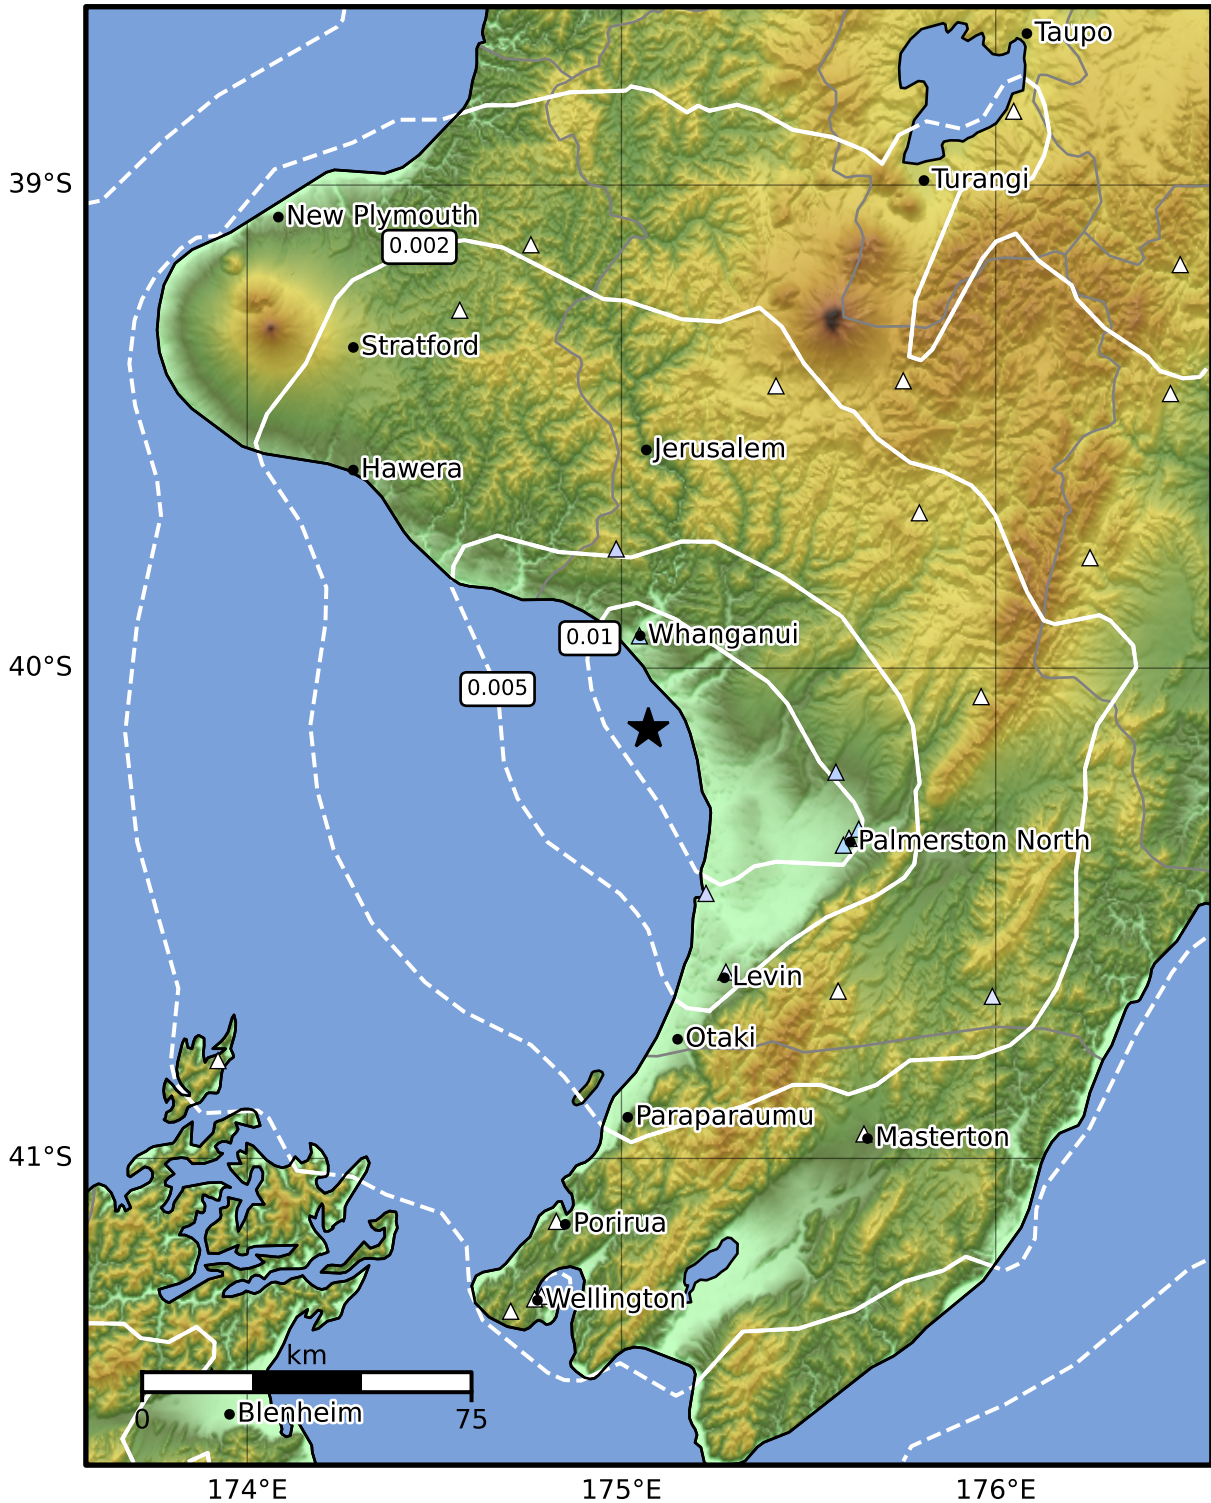 Taupo
39°S
Turangi
New Plymouth
0.002
Stratford
Jerusalem
Hawera
0.01
Whanganui
40°S
0.005
Palmerston North
Levin
Otaki
Paraparaumu
Masterton
41°S
Porirua
Wellington
km
0
75
Blenheim
174°E
175°E
176°E